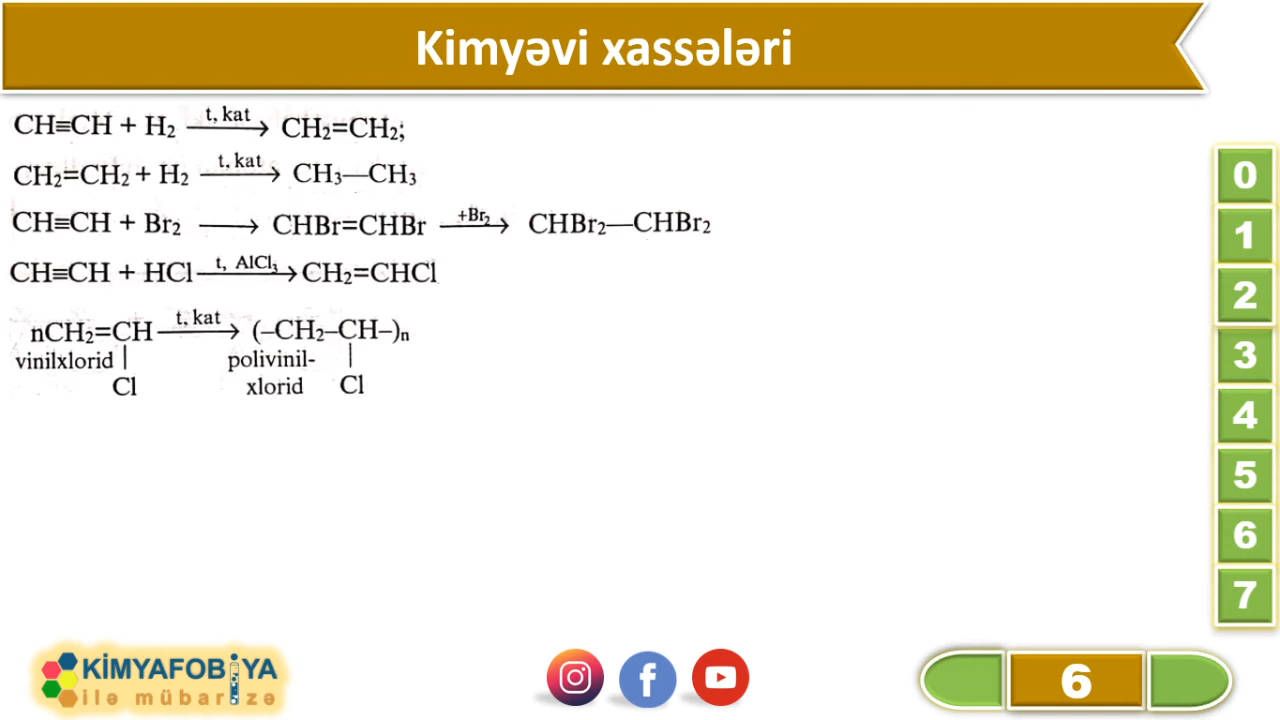 Kimyəvi xassələri
CH≡CH + H₂ —t, kat→ CH₂=CH₂;
CH₂=CH₂ + H₂ —t, kat→ CH₃—CH₃
CH≡CH + Br₂ ⟶ CHBr=CHBr —+Br₂→ CHBr₂—CHBr₂
CH≡CH + HCl —t, AlCl₃→ CH₂=CHCl
nCH₂=CH —t, kat→ (–CH₂–CH–)ₙ
vinilxlorid | polivinil- |
Cl xlorid Cl
0
1
2
3
4
5
6
7
KİMYAFOBİYA
ilə mübarizə
6